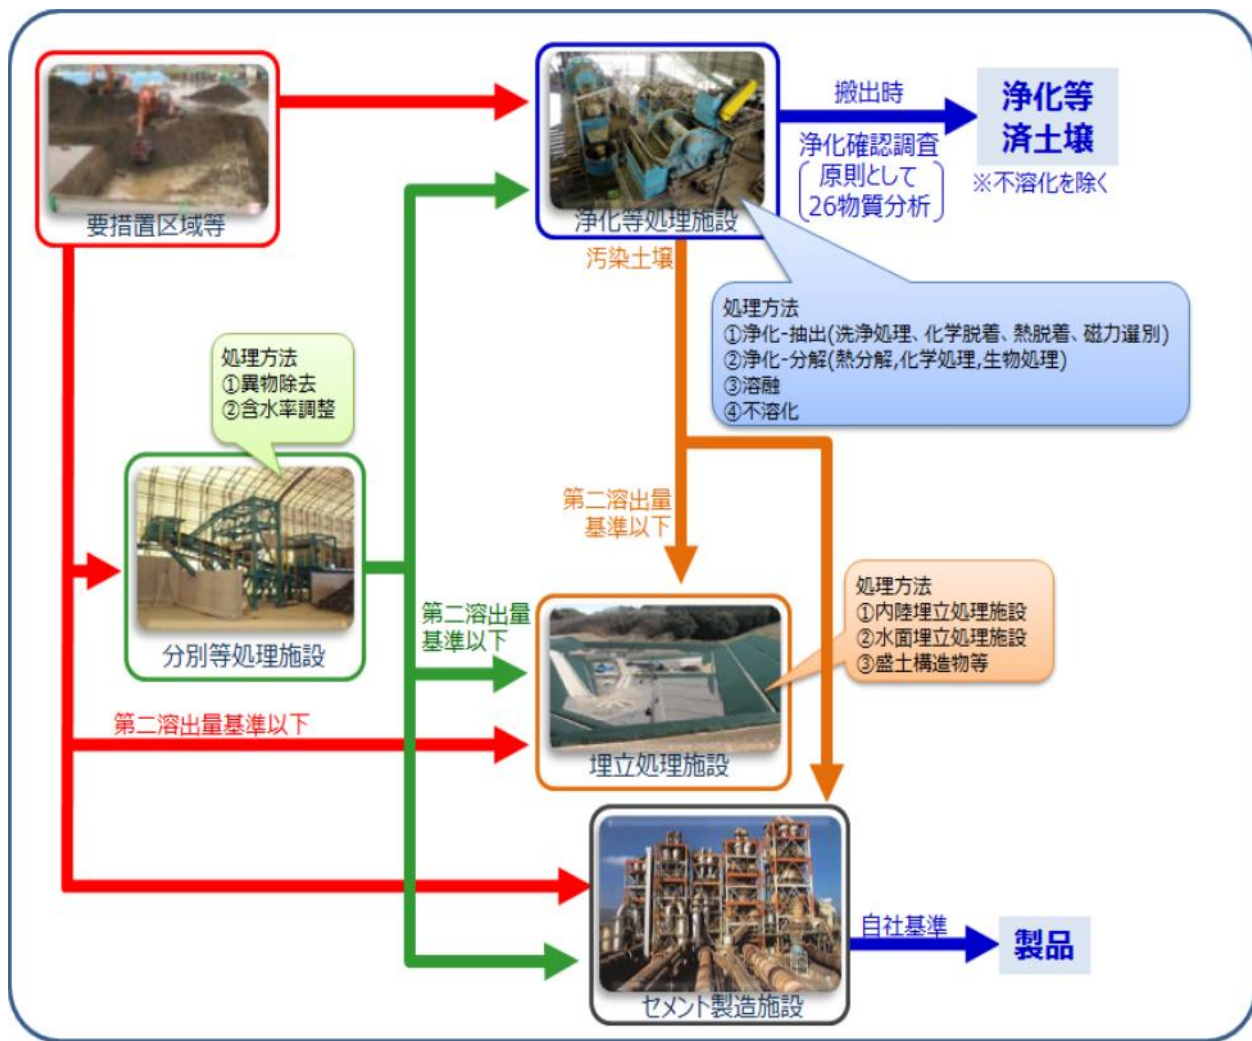 要措置区域等
浄化等処理施設
搬出時
浄化確認調査
原則として
26物質分析
浄化等
済土壌
※不溶化を除く
汚染土壌
処理方法
①浄化-抽出(洗浄処理、化学脱着、熱脱着、磁力選別)
②浄化-分解(熱分解,化学処理,生物処理)
③溶融
④不溶化
処理方法
①異物除去
②含水率調整
分別等処理施設
第二溶出量
基準以下
第二溶出量
基準以下
処理方法
①内陸埋立処理施設
②水面埋立処理施設
③盛土構造物等
第二溶出量基準以下
埋立処理施設
セメント製造施設
自社基準
製品